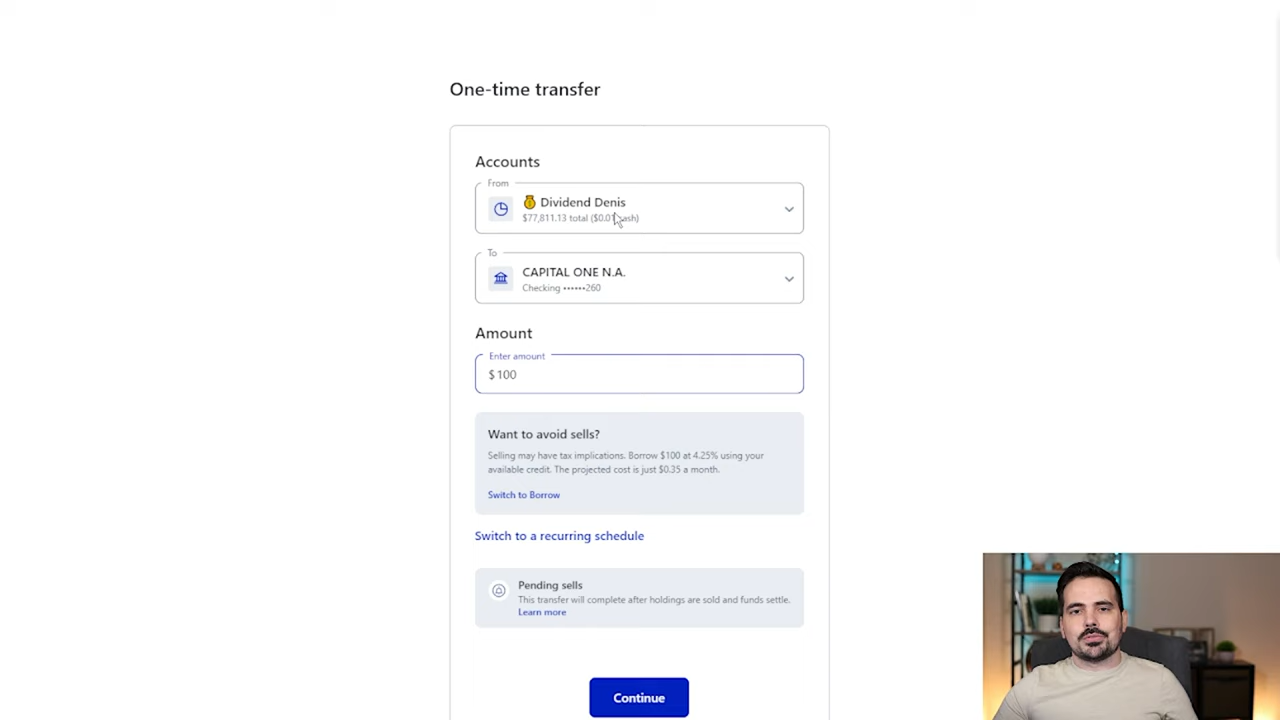 One-time transfer
Accounts
From
Dividend Denis
$77,811.13 total ($0.01 cash)
To
CAPITAL ONE N.A.
Checking ••••••260
Amount
Enter amount
$ 100
Want to avoid sells?
Selling may have tax implications. Borrow $100 at 4.25% using your
available credit. The projected cost is just $0.35 a month.
Switch to Borrow
Switch to a recurring schedule
Pending sells
This transfer will complete after holdings are sold and funds settle.
Learn more
Continue